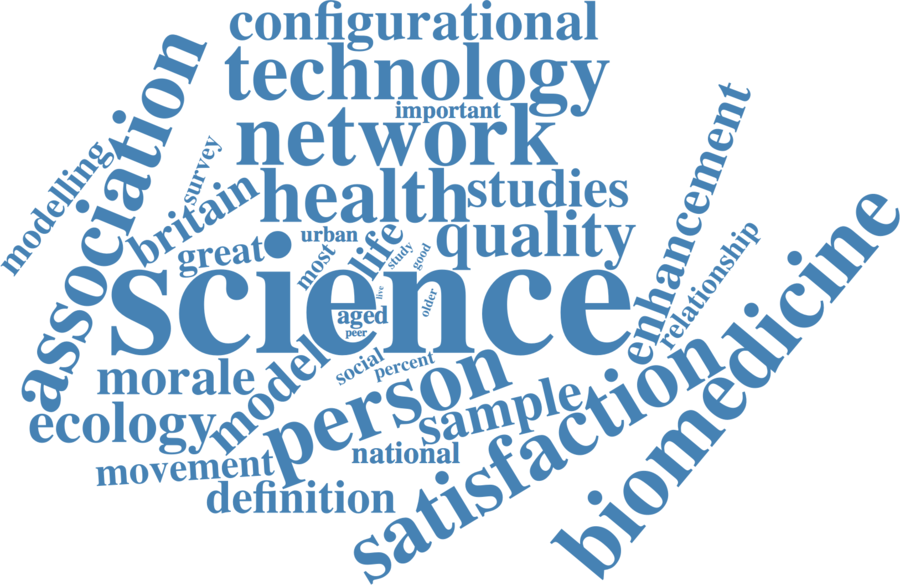 configurational
technology
important
network
health
studies
association
modelling
survey
britain
great
urban
most
life
study
good
quality
enhancement
relationship
science
live
older
aged
peer
morale
model
social
percent
person
ecology
sample
satisfaction
biomedicine
movement
national
definition